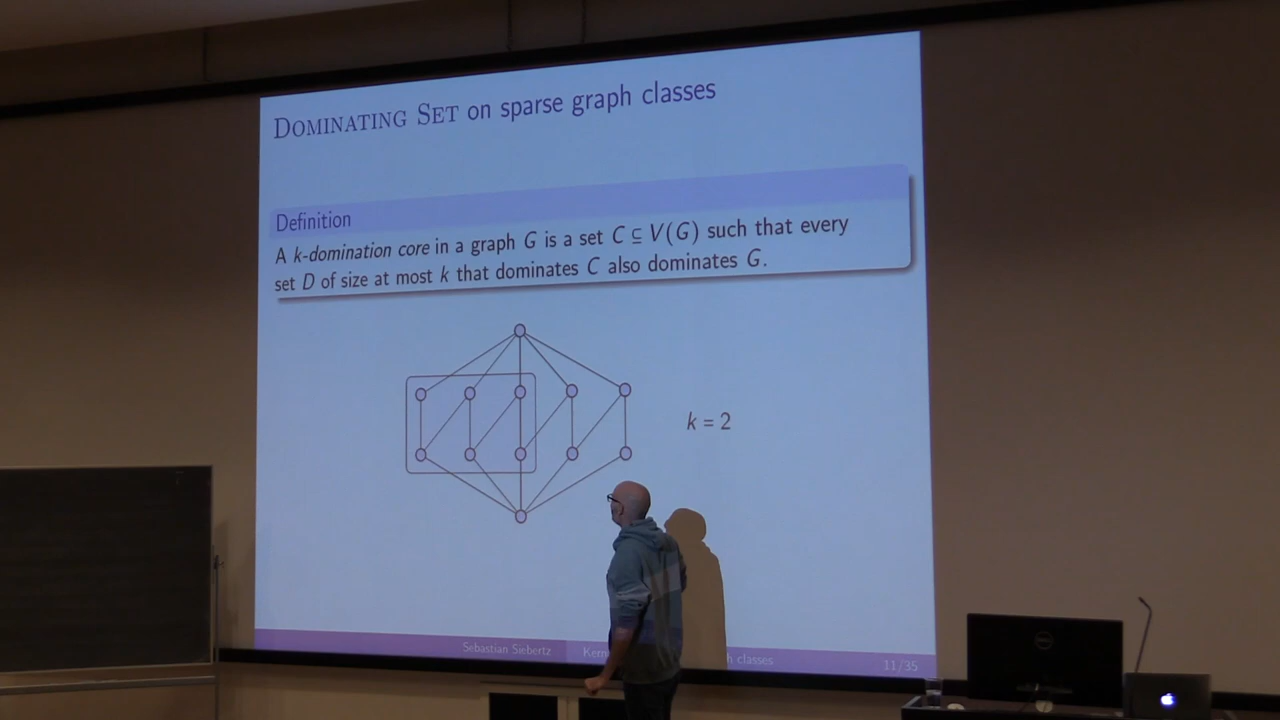 DOMINATING SET on sparse graph classes
Definition
A k-domination core in a graph G is a set C ⊆ V(G) such that every
set D of size at most k that dominates C also dominates G.
k = 2
Sebastian Siebertz
h classes
11/35
DELL